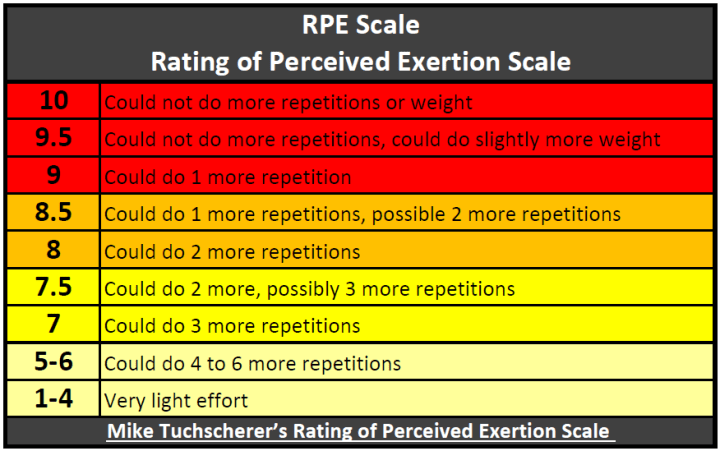 RPE Scale
Rating of Perceived Exertion Scale
10 Could not do more repetitions or weight
9.5 Could not do more repetitions, could do slightly more weight
9 Could do 1 more repetition
8.5 Could do 1 more repetitions, possible 2 more repetitions
8 Could do 2 more repetitions
7.5 Could do 2 more, possibly 3 more repetitions
7 Could do 3 more repetitions
5-6 Could do 4 to 6 more repetitions
1-4 Very light effort
Mike Tuchscherer’s Rating of Perceived Exertion Scale